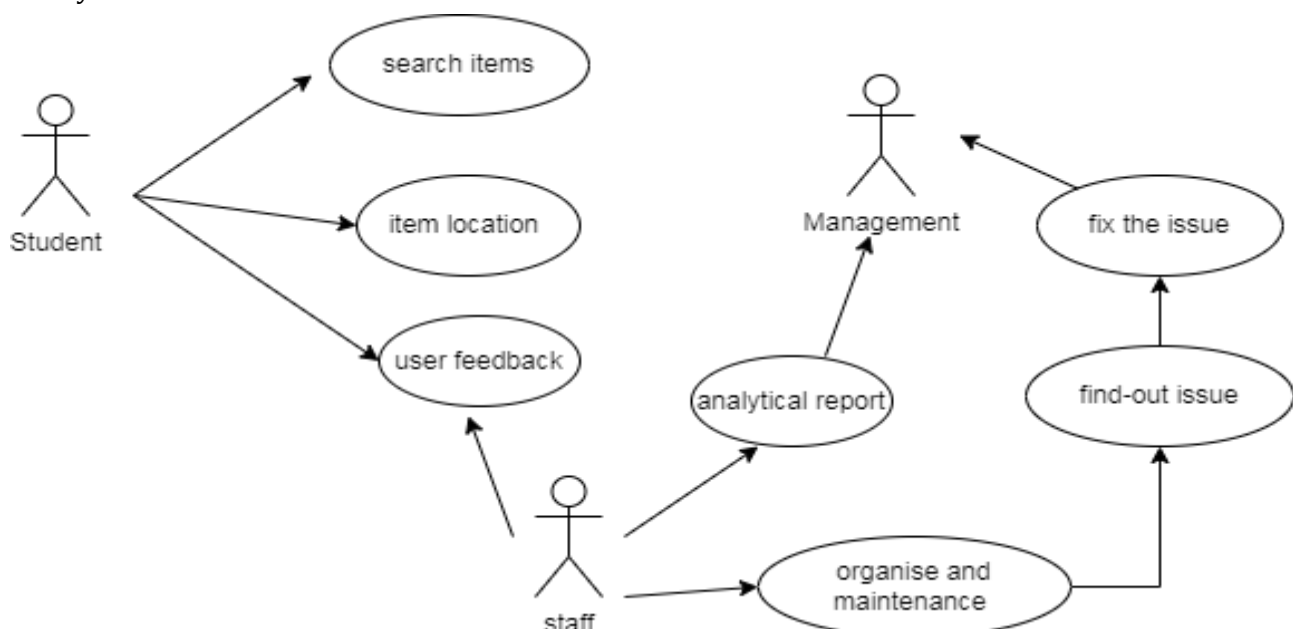 search items
Student
item location
Management
fix the issue
user feedback
analytical report
find-out issue
organise and
maintenance
staff